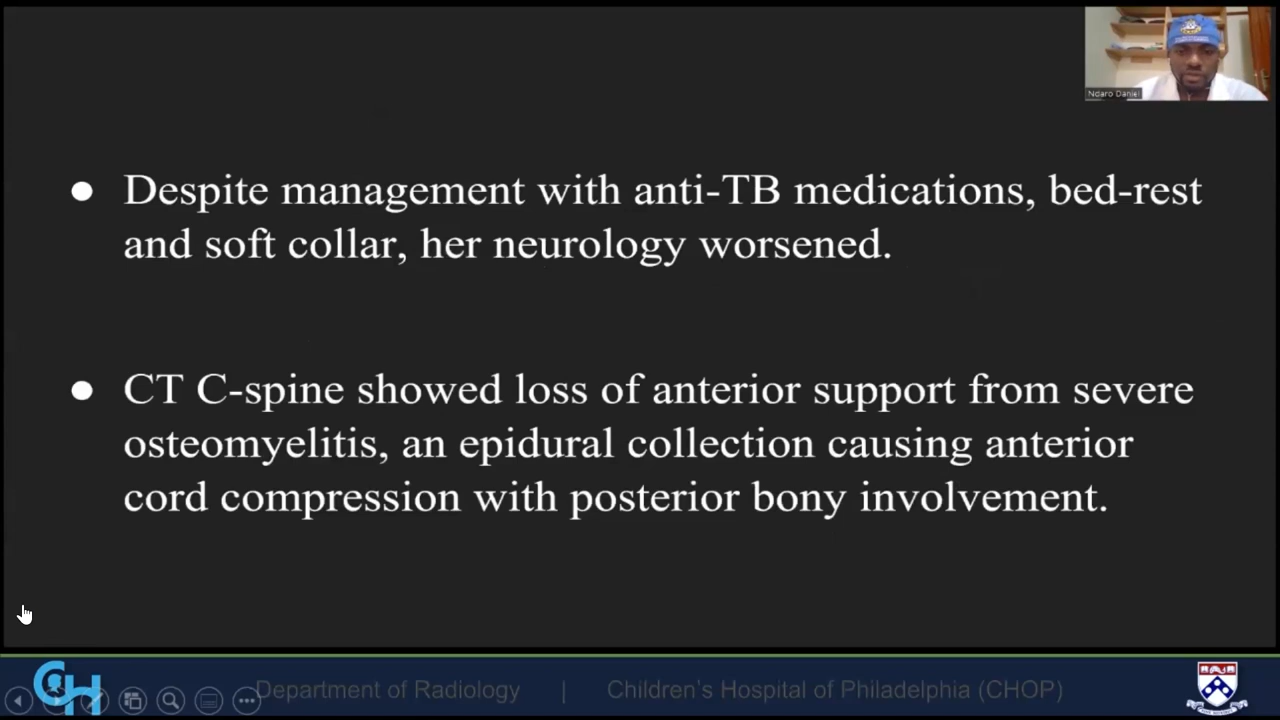 Ndaro Daniel
● Despite management with anti-TB medications, bed-rest
and soft collar, her neurology worsened.
● CT C-spine showed loss of anterior support from severe
osteomyelitis, an epidural collection causing anterior
cord compression with posterior bony involvement.
CH
Department of Radiology | Children's Hospital of Philadelphia (CHOP)